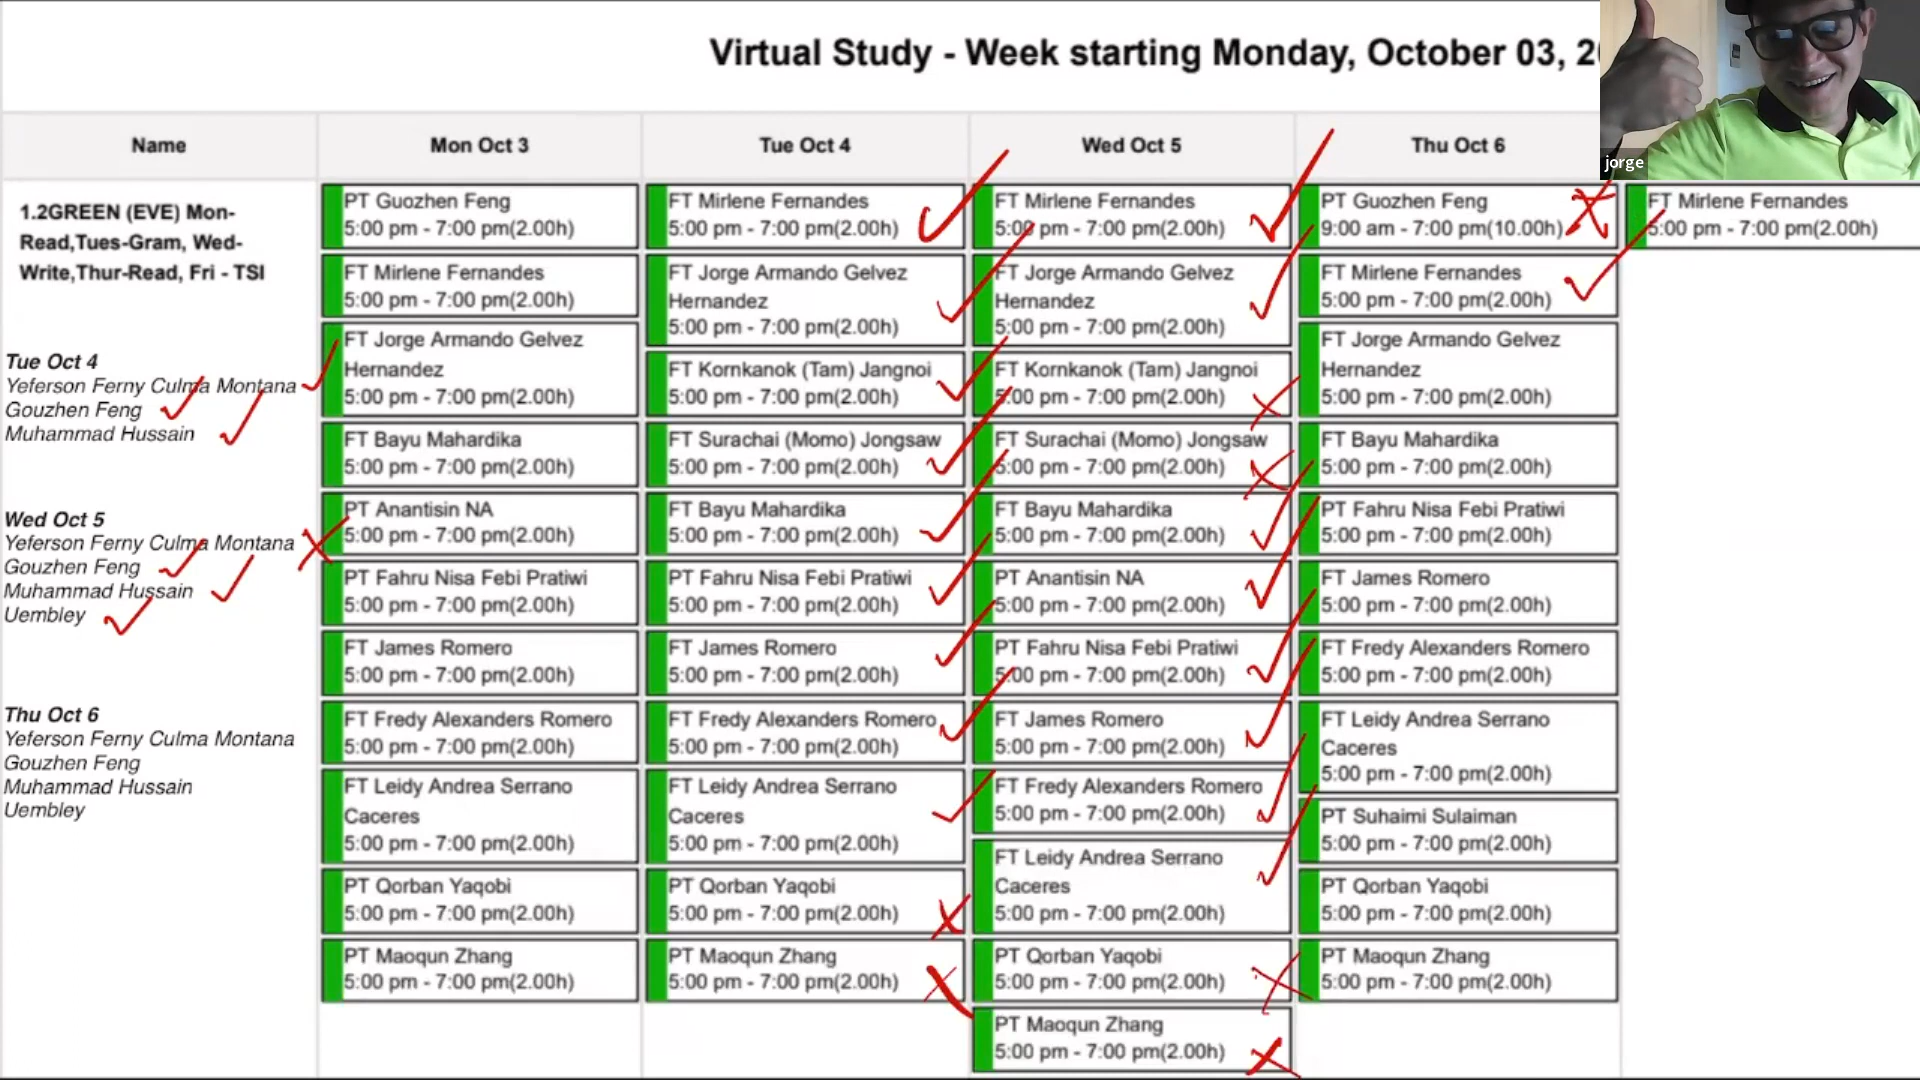 Virtual Study - Week starting Monday, October 03, 2
jorge
Name
Mon Oct 3
Tue Oct 4
Wed Oct 5
Thu Oct 6
1.2GREEN (EVE) Mon-
Read,Tues-Gram, Wed-
Write,Thur-Read, Fri - TSI
Tue Oct 4
Yeferson Ferny Culma Montana
Gouzhen Feng
Muhammad Hussain
Wed Oct 5
Yeferson Ferny Culma Montana
Gouzhen Feng
Muhammad Hussain
Uembley
Thu Oct 6
Yeferson Ferny Culma Montana
Gouzhen Feng
Muhammad Hussain
Uembley
PT Guozhen Feng
5:00 pm - 7:00 pm(2.00h)
FT Mirlene Fernandes
5:00 pm - 7:00 pm(2.00h)
FT Jorge Armando Gelvez
Hernandez
5:00 pm - 7:00 pm(2.00h)
FT Bayu Mahardika
5:00 pm - 7:00 pm(2.00h)
PT Anantisin NA
5:00 pm - 7:00 pm(2.00h)
PT Fahru Nisa Febi Pratiwi
5:00 pm - 7:00 pm(2.00h)
FT James Romero
5:00 pm - 7:00 pm(2.00h)
FT Fredy Alexanders Romero
5:00 pm - 7:00 pm(2.00h)
FT Leidy Andrea Serrano
Caceres
5:00 pm - 7:00 pm(2.00h)
PT Qorban Yaqobi
5:00 pm - 7:00 pm(2.00h)
PT Maoqun Zhang
5:00 pm - 7:00 pm(2.00h)
FT Mirlene Fernandes
5:00 pm - 7:00 pm(2.00h)
FT Jorge Armando Gelvez
Hernandez
5:00 pm - 7:00 pm(2.00h)
FT Kornkanok (Tam) Jangnoi
5:00 pm - 7:00 pm(2.00h)
FT Surachai (Momo) Jongsaw
5:00 pm - 7:00 pm(2.00h)
FT Bayu Mahardika
5:00 pm - 7:00 pm(2.00h)
PT Fahru Nisa Febi Pratiwi
5:00 pm - 7:00 pm(2.00h)
FT James Romero
5:00 pm - 7:00 pm(2.00h)
FT Fredy Alexanders Romero
5:00 pm - 7:00 pm(2.00h)
FT Leidy Andrea Serrano
Caceres
5:00 pm - 7:00 pm(2.00h)
PT Qorban Yaqobi
5:00 pm - 7:00 pm(2.00h)
PT Maoqun Zhang
5:00 pm - 7:00 pm(2.00h)
FT Mirlene Fernandes
5:00 pm - 7:00 pm(2.00h)
FT Jorge Armando Gelvez
Hernandez
5:00 pm - 7:00 pm(2.00h)
FT Kornkanok (Tam) Jangnoi
5:00 pm - 7:00 pm(2.00h)
FT Surachai (Momo) Jongsaw
5:00 pm - 7:00 pm(2.00h)
FT Bayu Mahardika
5:00 pm - 7:00 pm(2.00h)
PT Anantisin NA
5:00 pm - 7:00 pm(2.00h)
PT Fahru Nisa Febi Pratiwi
5:00 pm - 7:00 pm(2.00h)
FT James Romero
5:00 pm - 7:00 pm(2.00h)
FT Fredy Alexanders Romero
5:00 pm - 7:00 pm(2.00h)
FT Leidy Andrea Serrano
Caceres
5:00 pm - 7:00 pm(2.00h)
PT Qorban Yaqobi
5:00 pm - 7:00 pm(2.00h)
PT Maoqun Zhang
5:00 pm - 7:00 pm(2.00h)
PT Guozhen Feng
9:00 am - 7:00 pm(10.00h)
FT Mirlene Fernandes
5:00 pm - 7:00 pm(2.00h)
FT Jorge Armando Gelvez
Hernandez
5:00 pm - 7:00 pm(2.00h)
FT Bayu Mahardika
5:00 pm - 7:00 pm(2.00h)
PT Fahru Nisa Febi Pratiwi
5:00 pm - 7:00 pm(2.00h)
FT James Romero
5:00 pm - 7:00 pm(2.00h)
FT Fredy Alexanders Romero
5:00 pm - 7:00 pm(2.00h)
FT Leidy Andrea Serrano
Caceres
5:00 pm - 7:00 pm(2.00h)
PT Suhaimi Sulaiman
5:00 pm - 7:00 pm(2.00h)
PT Qorban Yaqobi
5:00 pm - 7:00 pm(2.00h)
PT Maoqun Zhang
5:00 pm - 7:00 pm(2.00h)
FT Mirlene Fernandes
5:00 pm - 7:00 pm(2.00h)